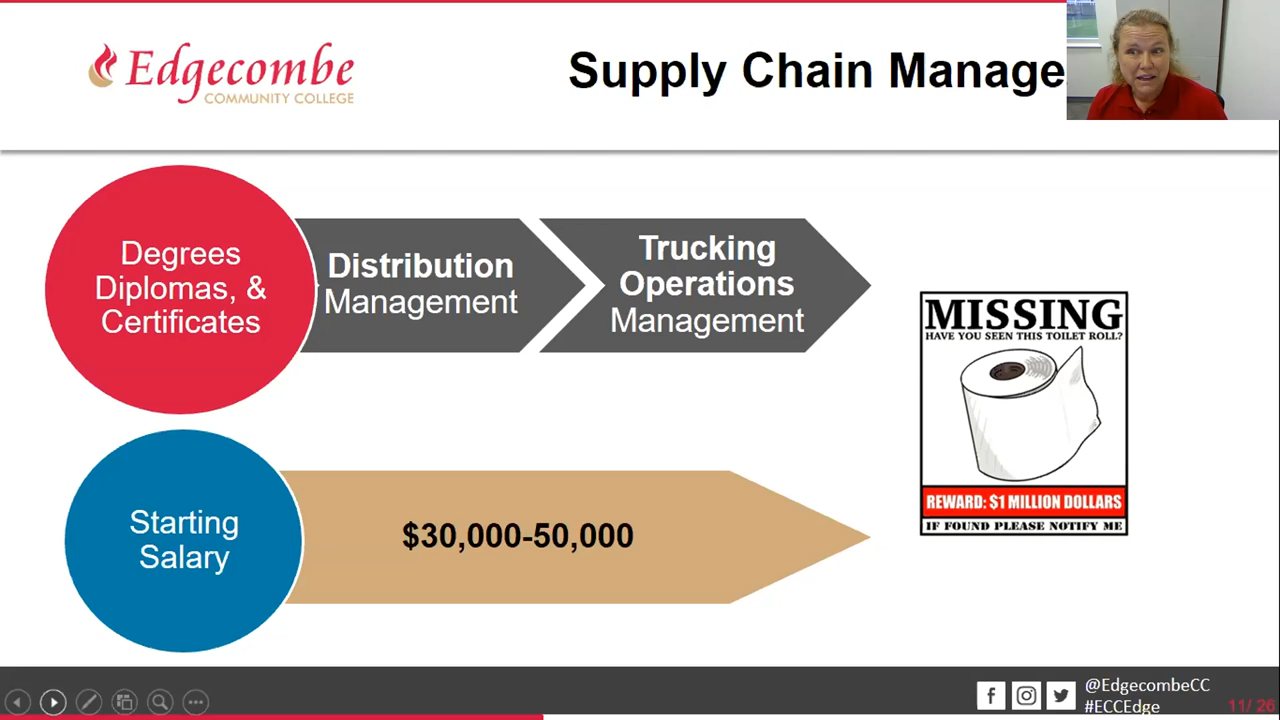 Edgecombe
COMMUNITY COLLEGE
Supply Chain Manage
Degrees
Diplomas, &
Certificates
Distribution
Management
Trucking
Operations
Management
MISSING
HAVE YOU SEEN THIS TOILET ROLL?
REWARD: $1 MILLION DOLLARS
IF FOUND PLEASE NOTIFY ME
Starting
Salary
$30,000-50,000
@EdgecombeCC
#ECCEdge
11/ 26